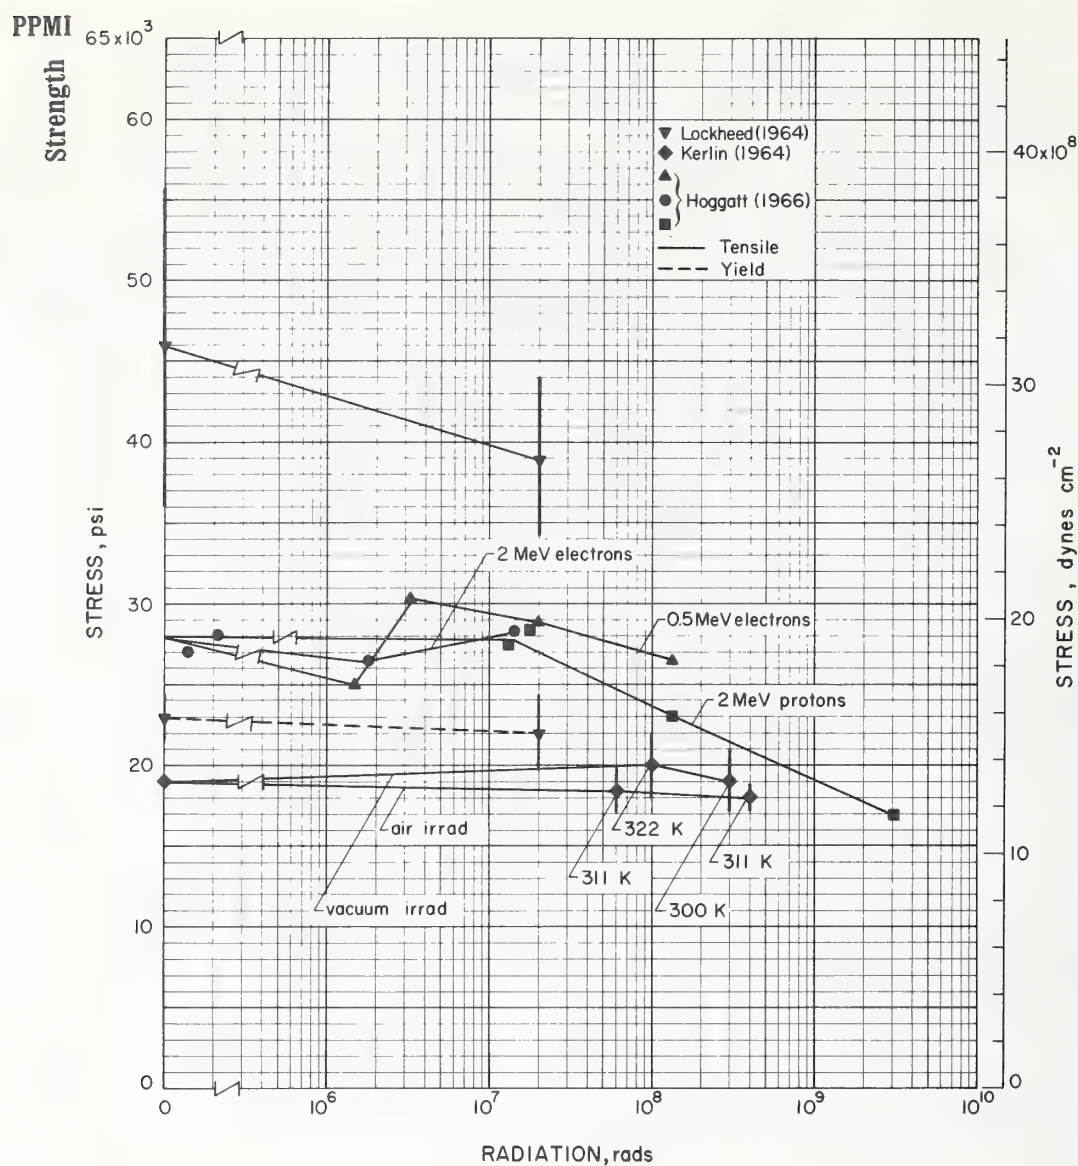 PPMI
Strength
65x10³
60
50
40
30
20
10
0
STRESS, psi
▼ Lockheed (1964)
◆ Kerlin (1964)
▲
● Hoggatt (1966)
■
Tensile
Yield
2 MeV electrons
0.5 MeV electrons
2 MeV protons
air irrad
vacuum irrad
322 K
311 K
311 K
300 K
40x10⁸
30
20
10
0
STRESS, dynes cm⁻²
0 10⁶ 10⁷ 10⁸ 10⁹ 10¹⁰
RADIATION, rads